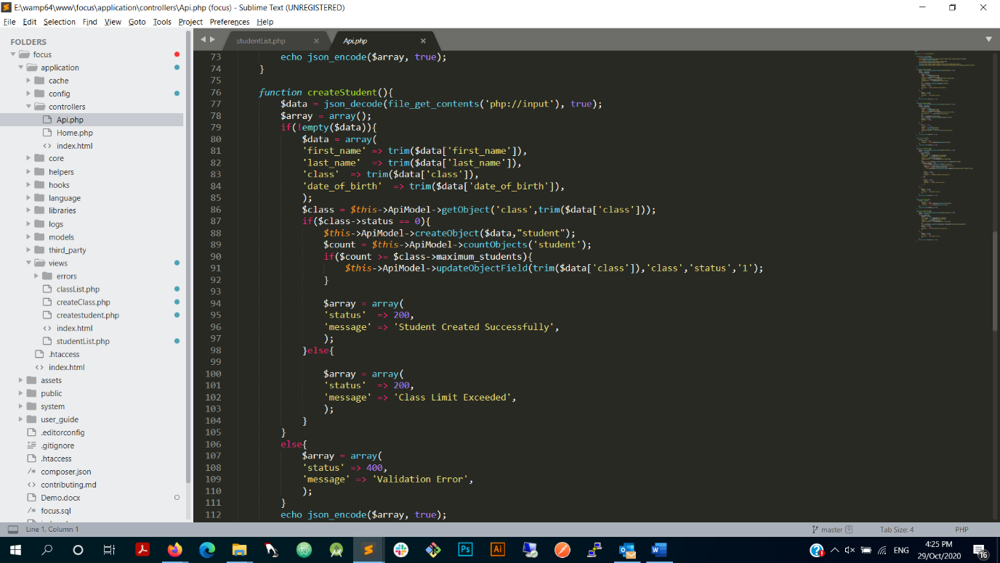 E:\wamp64\www\focus\application\controllers\Api.php (focus) - Sublime Text (UNREGISTERED)
File Edit Selection Find View Goto Tools Project Preferences Help
FOLDERS
focus
application
cache
config
controllers
Api.php
Home.php
index.html
core
helpers
hooks
language
libraries
logs
models
third_party
views
errors
classList.php
createClass.php
createstudent.php
index.html
studentList.php
.htaccess
index.html
assets
public
system
user_guide
.editorconfig
.gitignore
.htaccess
composer.json
contributing.md
Demo.docx
focus.sql
studentList.php Api.php
73 echo json_encode($array, true);
74 }
75
76 function createStudent(){
77 $data = json_decode(file_get_contents('php://input'), true);
78 $array = array();
79 if(!empty($data)){
80 $data = array(
81 'first_name' => trim($data['first_name']),
82 'last_name' => trim($data['last_name']),
83 'class' => trim($data['class']),
84 'date_of_birth' => trim($data['date_of_birth']),
85 );
86 $class = $this->ApiModel->getObject('class',trim($data['class']));
87 if($class->status == 0){
88 $this->ApiModel->createObject($data,"student");
89 $count = $this->ApiModel->countObjects('student');
90 if($count >= $class->maximum_students){
91 $this->ApiModel->updateObjectField(trim($data['class']),'class','status','1');
92 }
93
94 $array = array(
95 'status' => 200,
96 'message' => 'Student Created Successfully',
97 );
98 }else{
99
100 $array = array(
101 'status' => 200,
102 'message' => 'Class Limit Exceeded',
103 );
104 }
105 }
106 else{
107 $array = array(
108 'status' => 400,
109 'message' => 'Validation Error',
110 );
111 }
112 echo json_encode($array, true);
Line 1, Column 1 master 9 Tab Size: 4 PHP
Ps Ai ENG 4:25 PM
29/Oct/2020 16